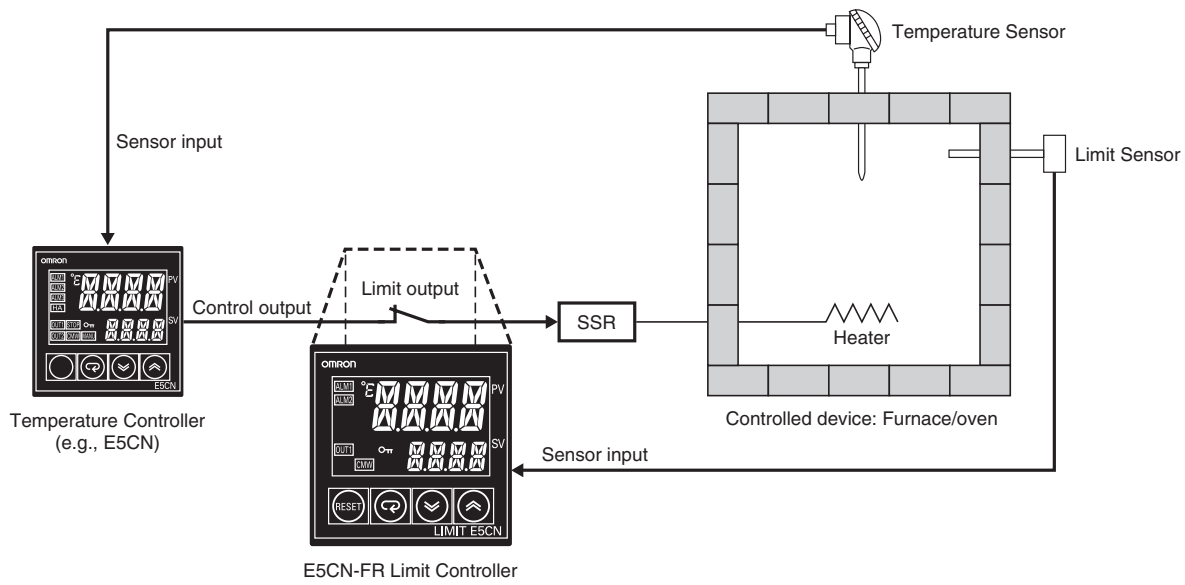 Temperature Sensor
Sensor input
Limit Sensor
OMRON
ALM1
ALM2
ALM3
HA
°C
PV
SV
OUT1 STOP
OUT2 CMW MANU
E5CN
Control output
Limit output
SSR
Heater
Temperature Controller
(e.g., E5CN)
Controlled device: Furnace/oven
OMRON
ALM1
ALM2
°C
PV
SV
OUT1
CMW
RESET
LIMIT E5CN
Sensor input
E5CN-FR Limit Controller